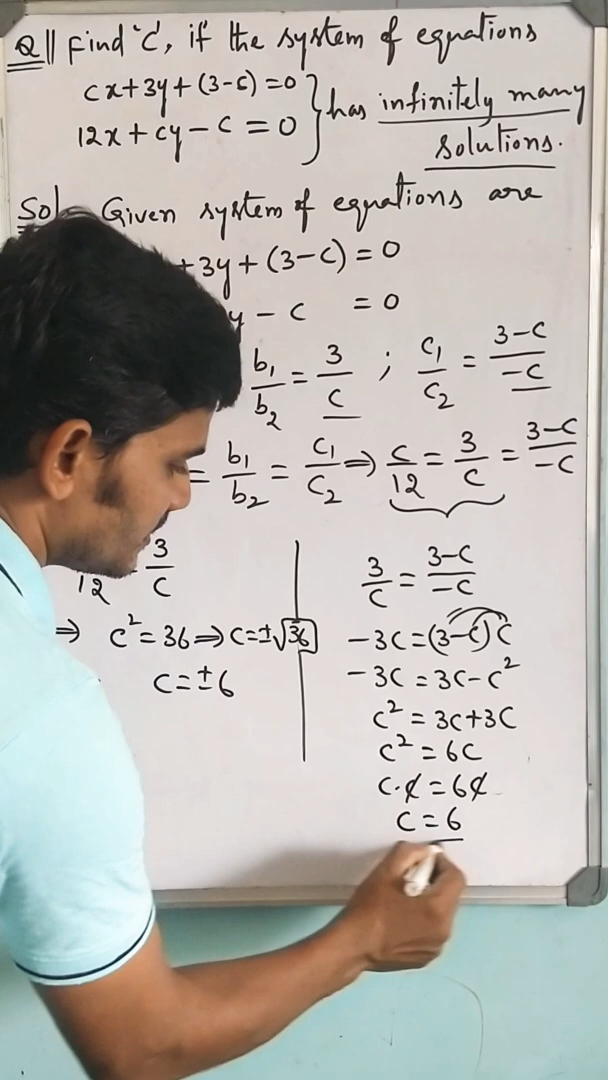 Q|| Find 'C', if the system of equations
cx+3y+(3-c)=0
12x+cy-c=0 } has infinitely many
solutions.
Sol:- Given system of equations are
+3y+(3-c)=0
y-c =0
b₁/b₂ = 3/c ; c₁/c₂ = 3-c/-c
= b₁/b₂ = c₁/c₂ ⇒ c/12 = 3/c = 3-c/-c
12 = 3/c
⇒ c²=36 ⇒ c=±√36
c=±6
3/c = 3-c/-c
-3c=(3-c)c
-3c=3c-c²
c²=3c+3c
c²=6c
c·c=6c
c=6